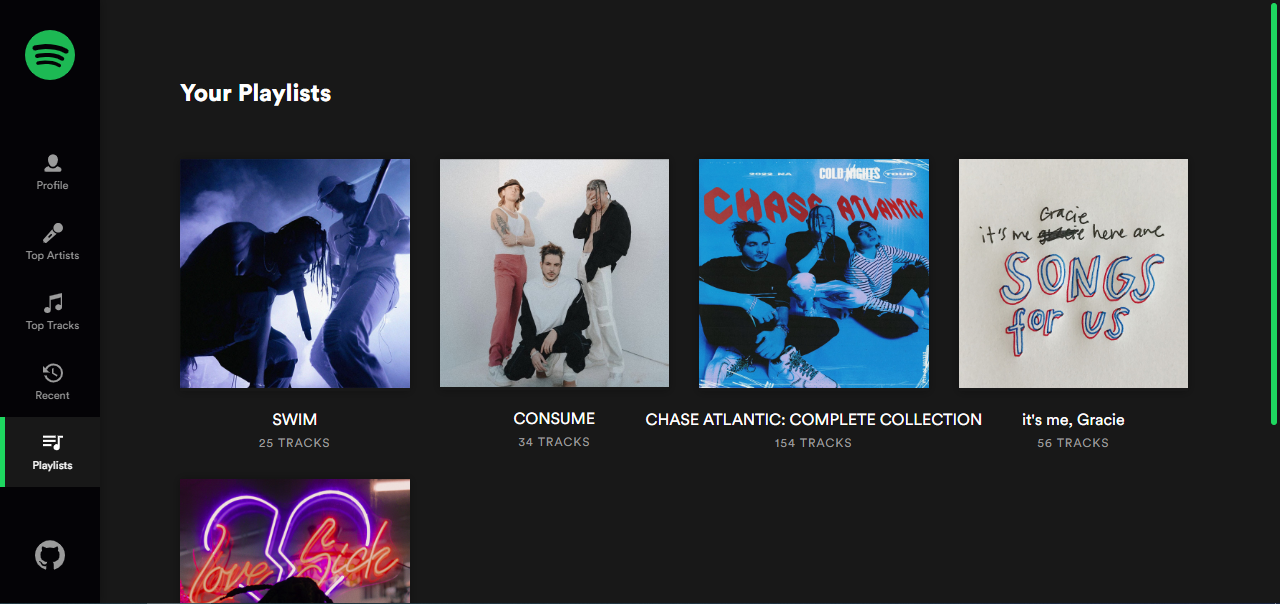 Your Playlists
Profile
Top Artists
Top Tracks
Recent
Playlists
COLD NIGHTS
TOUR
CHASE ATLANTIC
Gracie
it's me here are
SONGS
for us
SWIM
25 TRACKS
CONSUME
34 TRACKS
CHASE ATLANTIC: COMPLETE COLLECTION
154 TRACKS
it's me, Gracie
56 TRACKS
love Sick